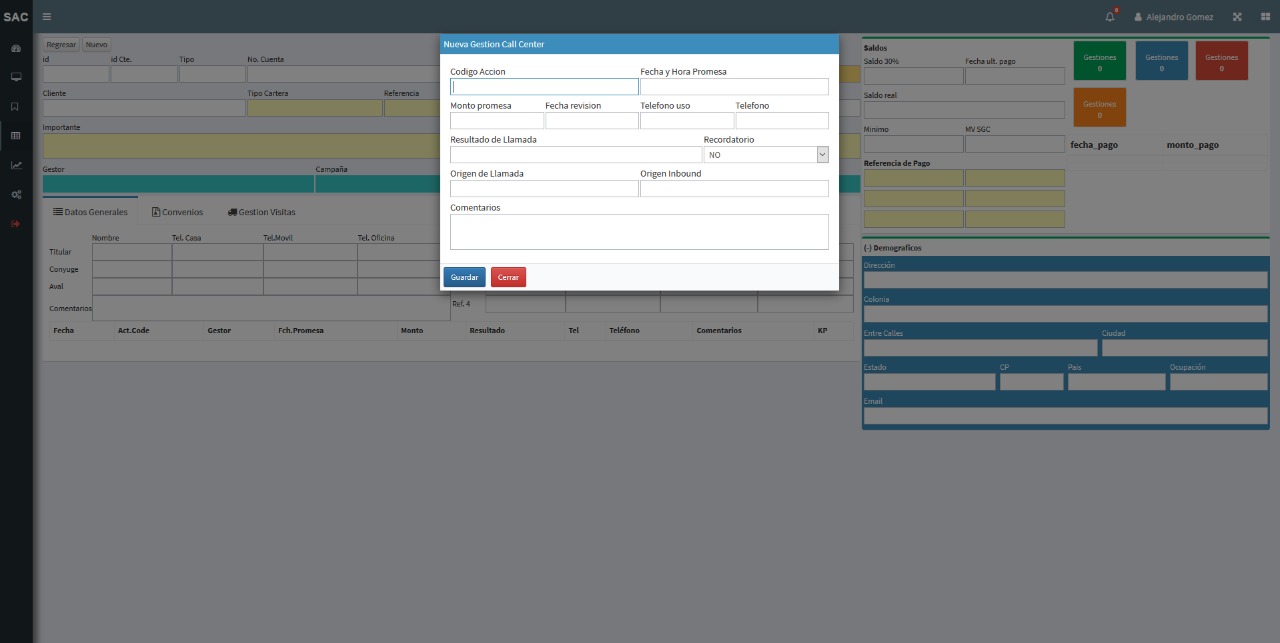 SAC
6 Alejandro Gomez
Regresar Nuevo
id id Cte. Tipo No. Cuenta
Cliente Tipo Cartera Referencia
Importante
Gestor Campaña
Datos Generales Convenios Gestion Visitas
Nombre Tel. Casa Tel.Movil Tel. Oficina
Titular
Conyuge
Aval
Comentarios Ref. 4
Fecha Act.Code Gestor Fch.Promesa Monto Resultado Tel Teléfono Comentarios KP
Nueva Gestion Call Center
Codigo Accion Fecha y Hora Promesa
Monto promesa Fecha revision Telefono uso Telefono
Resultado de Llamada Recordatorio
NO
Origen de Llamada Origen Inbound
Comentarios
Guardar Cerrar
Saldos
Saldo 30% Fecha ult. pago
Saldo real
Minimo MV SGC
Referencia de Pago
Gestiones Gestiones Gestiones
0 0 0
Gestiones
0
fecha_pago monto_pago
(-) Demograficos
Dirección
Colonia
Entre Calles Ciudad
Estado CP Pais Ocupación
Email